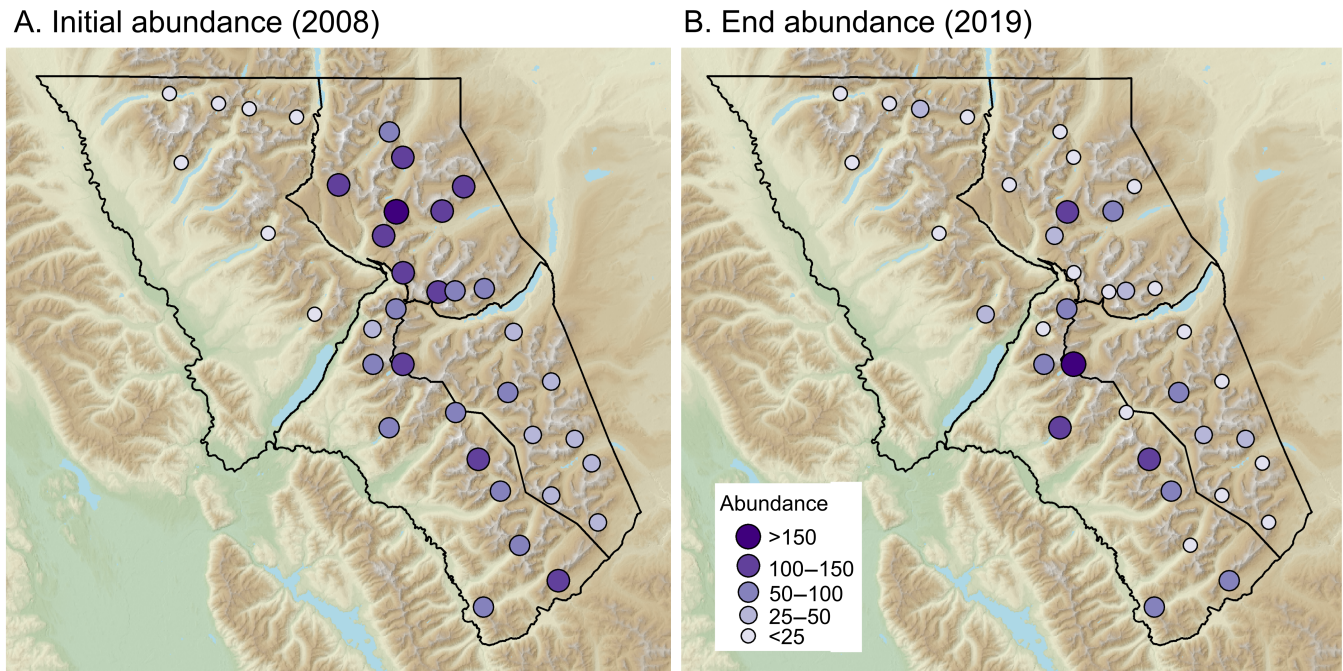 A. Initial abundance (2008)
B. End abundance (2019)
Abundance
>150
100–150
50–100
25–50
<25